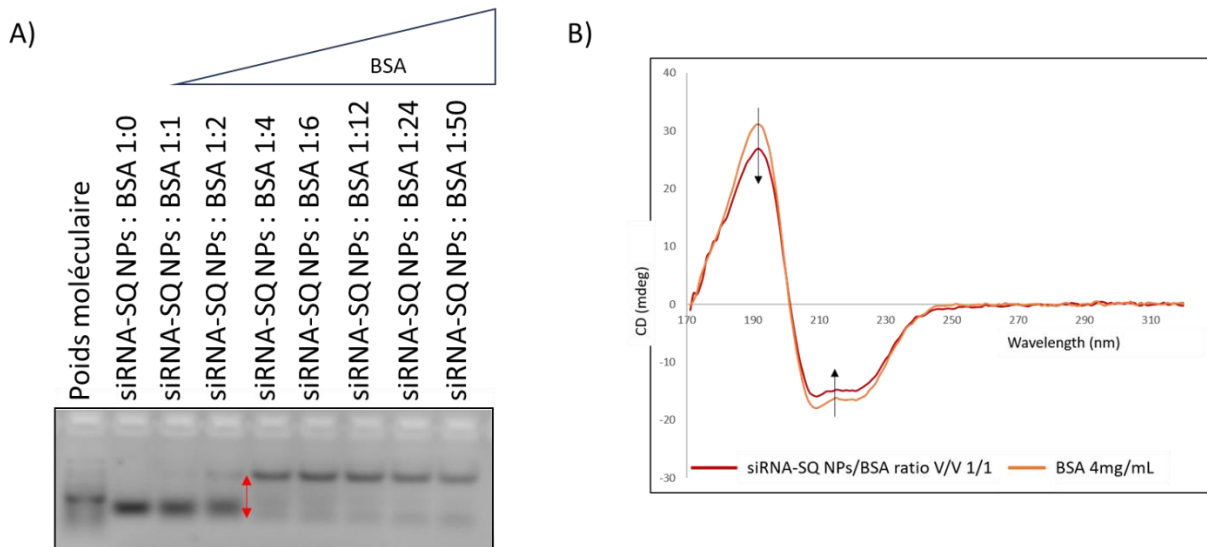 A)
BSA
Poids moléculaire
siRNA-SQ NPs : BSA 1:0
siRNA-SQ NPs : BSA 1:1
siRNA-SQ NPs : BSA 1:2
siRNA-SQ NPs : BSA 1:4
siRNA-SQ NPs : BSA 1:6
siRNA-SQ NPs : BSA 1:12
siRNA-SQ NPs : BSA 1:24
siRNA-SQ NPs : BSA 1:50
B)
40
30
20
10
0
-10
-20
-30
CD (mdeg)
170 190 210 230 250 270 290 310
Wavelength (nm)
siRNA-SQ NPs/BSA ratio V/V 1/1 BSA 4mg/mL